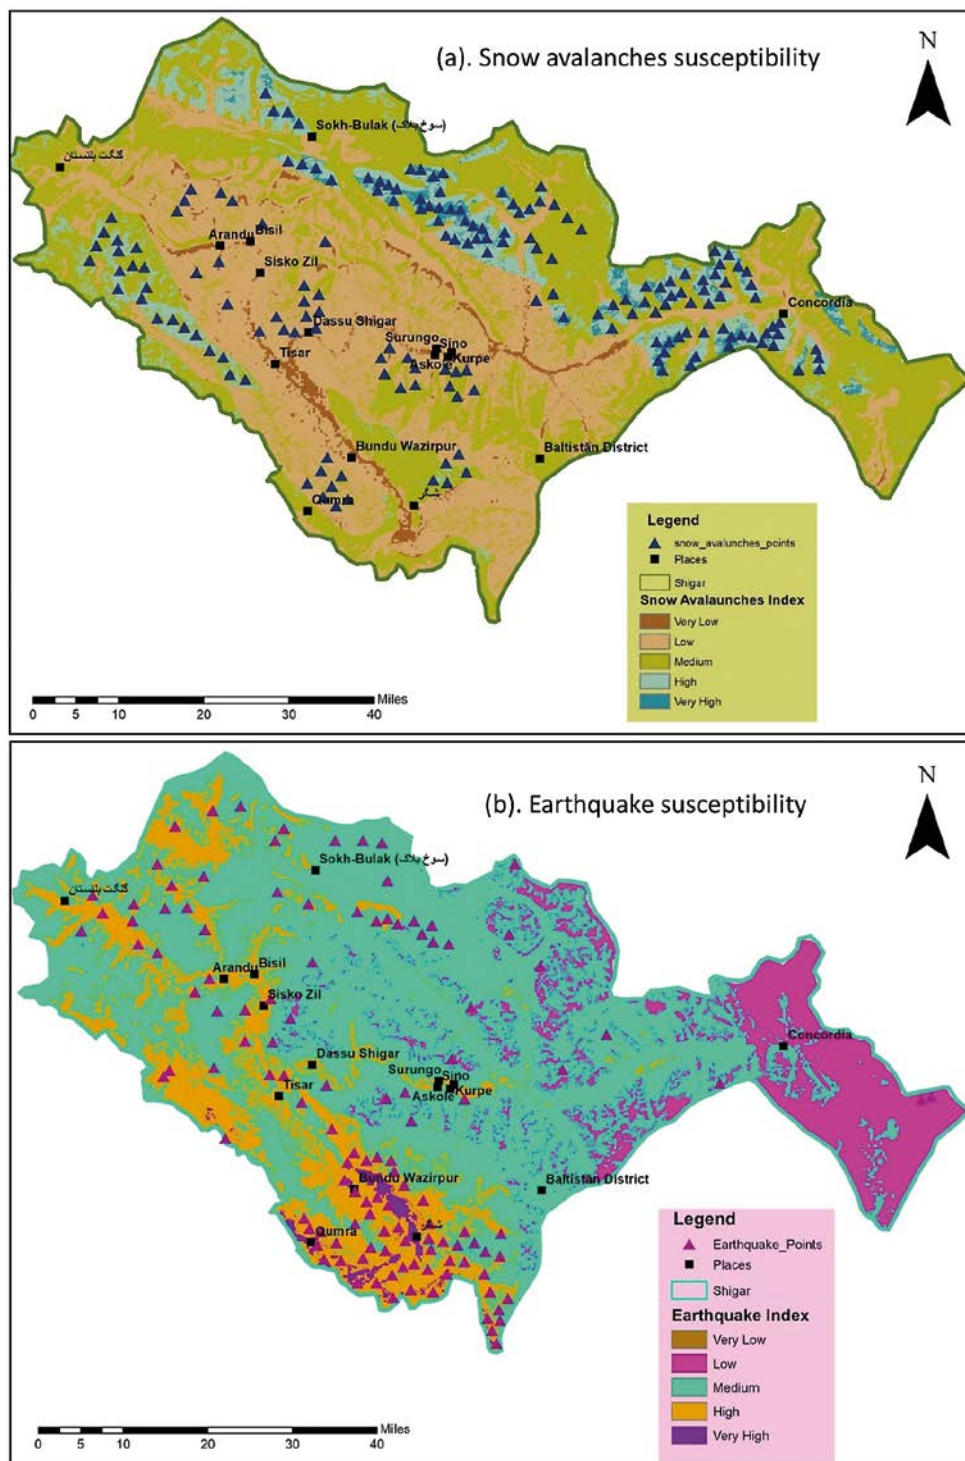 (a). Snow avalanches susceptibility
N
Sokh-Bulak (سوخ بلاک)
گلگت بلتستان
Arandu
Bisil
Sisko Zil
Concordia
Dassu Shigar
Surungo
Sino
Tisar
Kurpe
Askole
Bundu Wazirpur
Baltistan District
Qumra
شگر
Legend
snow_avalunches_points
Places
Shigar
Snow Avalaunches Index
Very Low
Low
Medium
High
Very High
Miles
0 5 10 20 30 40
(b). Earthquake susceptibility
N
Sokh-Bulak (سوخ بلاک)
گلگت بلتستان
Arandu
Bisil
Sisko Zil
Concordia
Dassu Shigar
Surungo
Sino
Tisar
Kurpe
Askole
Bundu Wazirpur
Baltistan District
Qumra
شگر
Legend
Earthquake_Points
Places
Shigar
Earthquake Index
Very Low
Low
Medium
High
Very High
Miles
0 5 10 20 30 40